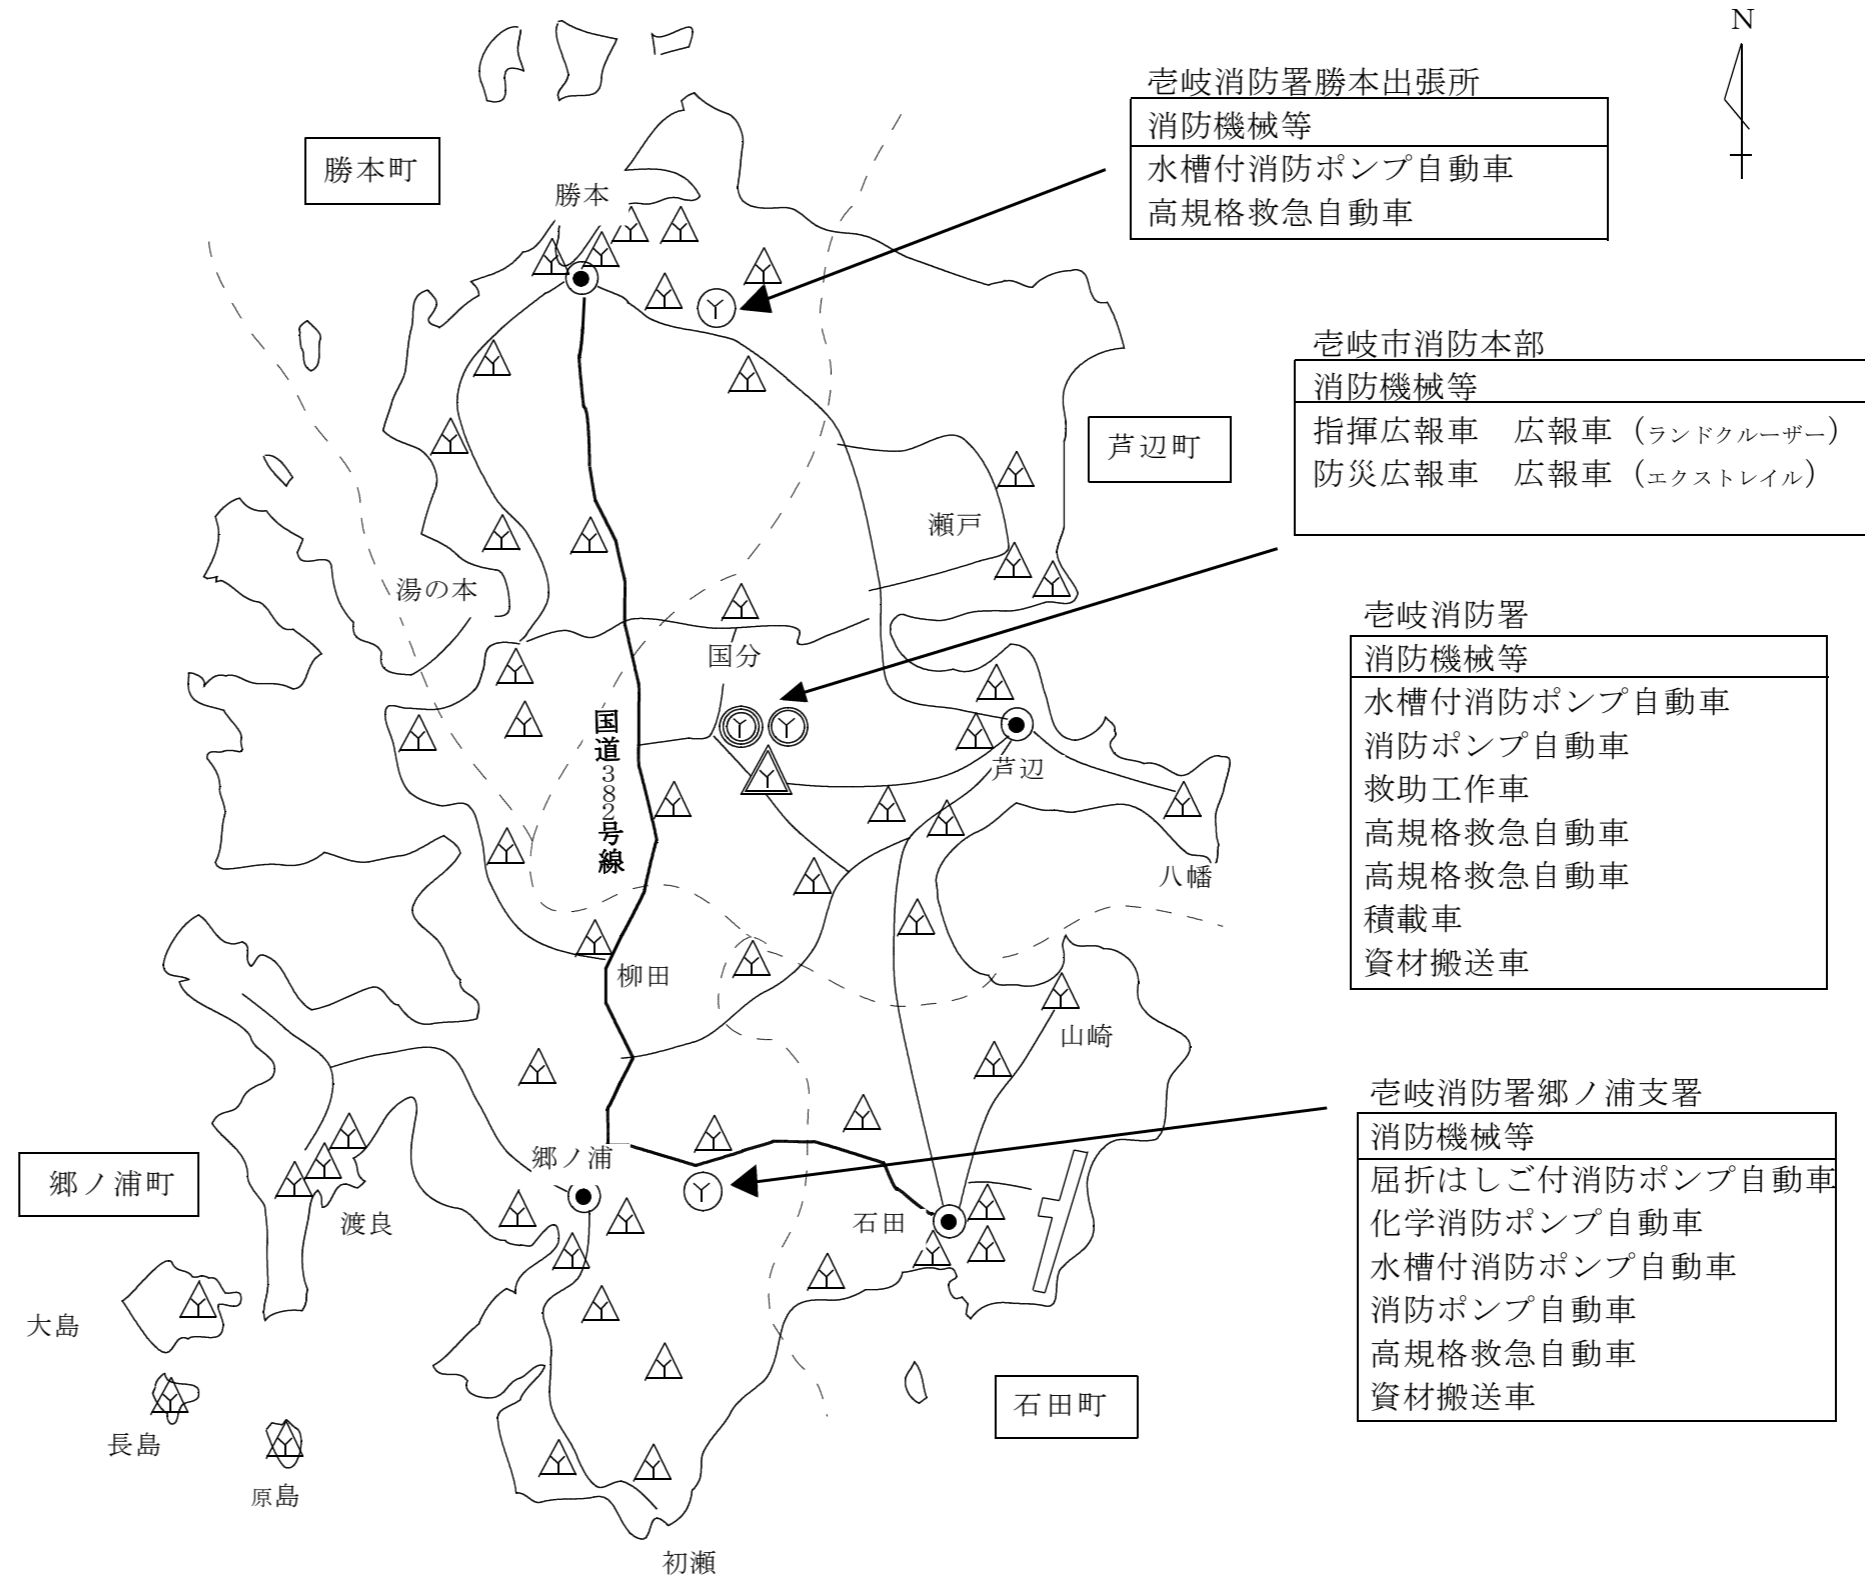 N
壱岐消防署勝本出張所
消防機械等
水槽付消防ポンプ自動車
高規格救急自動車
勝本町
勝本
壱岐市消防本部
消防機械等
指揮広報車　広報車（ランドクルーザー）
防災広報車　広報車（エクストレイル）
芦辺町
瀬戸
湯の本
国分
壱岐消防署
消防機械等
水槽付消防ポンプ自動車
消防ポンプ自動車
救助工作車
高規格救急自動車
高規格救急自動車
積載車
資材搬送車
国道382号線
芦辺
八幡
柳田
山崎
壱岐消防署郷ノ浦支署
消防機械等
屈折はしご付消防ポンプ自動車
化学消防ポンプ自動車
水槽付消防ポンプ自動車
消防ポンプ自動車
高規格救急自動車
資材搬送車
郷ノ浦
郷ノ浦町
渡良
石田
大島
石田町
長島
原島
初瀬